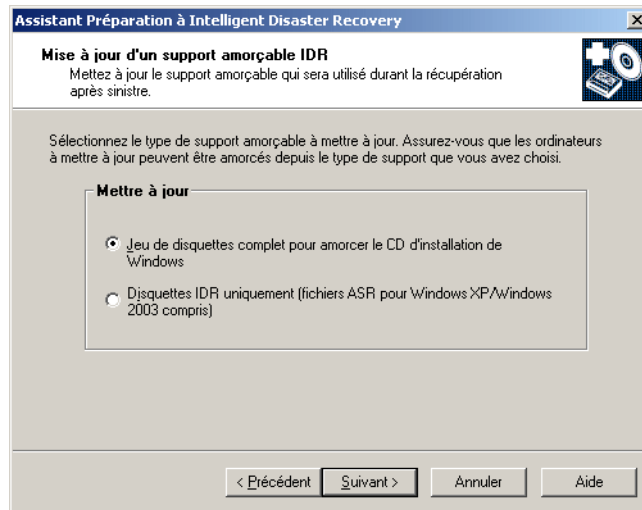 Assistant Préparation à Intelligent Disaster Recovery
Mise à jour d'un support amorçable IDR
Mettez à jour le support amorçable qui sera utilisé durant la récupération
après sinistre.
Sélectionnez le type de support amorçable à mettre à jour. Assurez-vous que les ordinateurs
à mettre à jour peuvent être amorcés depuis le type de support que vous avez choisi.
Mettre à jour
Jeu de disquettes complet pour amorcer le CD d'installation de
Windows
Disquettes IDR uniquement (fichiers ASR pour Windows XP/Windows
2003 compris)
< Précédent Suivant > Annuler Aide